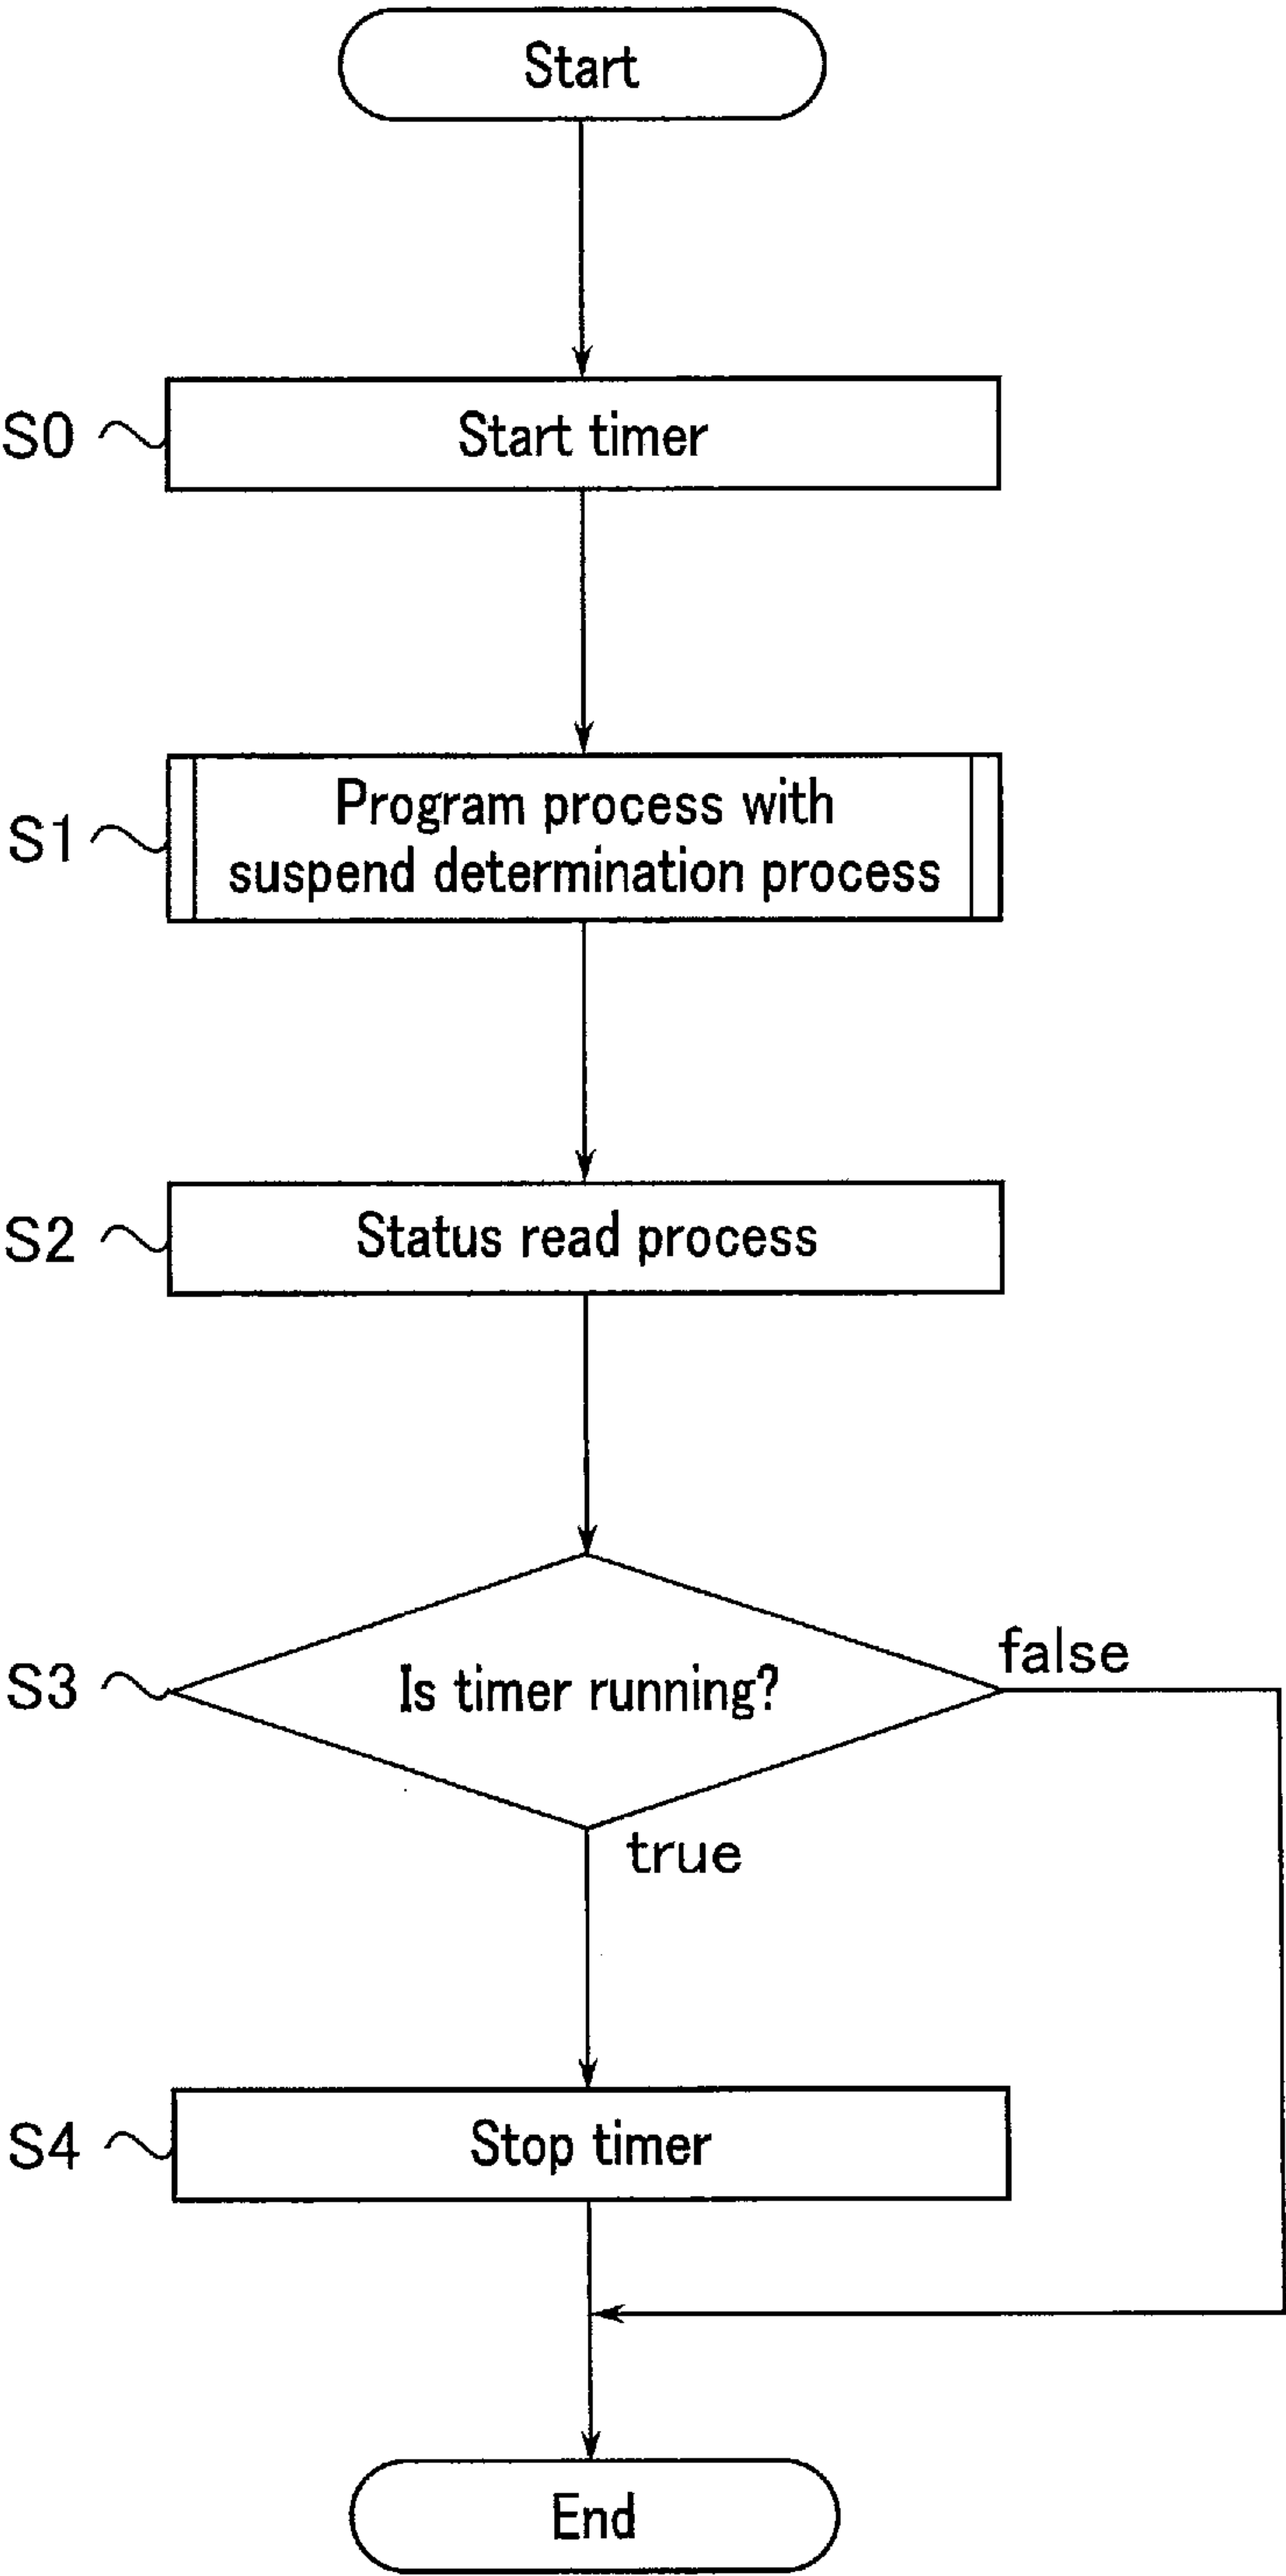 Start
S0
Start timer
S1
Program process with
suspend determination process
S2
Status read process
S3
Is timer running?
false
true
S4
Stop timer
End